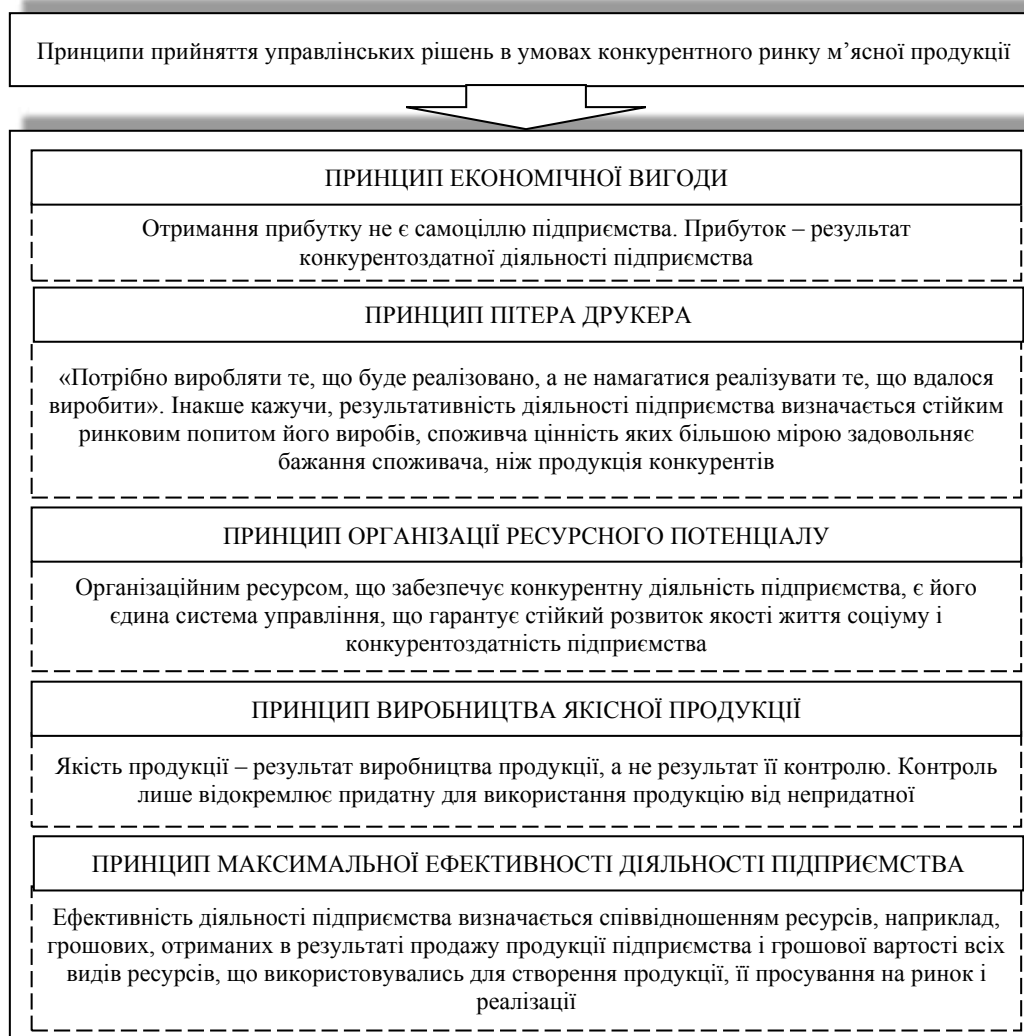 Принципи прийняття управлінських рішень в умовах конкурентного ринку м’ясної продукції
ПРИНЦИП ЕКОНОМІЧНОЇ ВИГОДИ
Отримання прибутку не є самоціллю підприємства. Прибуток – результат
конкурентоздатної діяльності підприємства
ПРИНЦИП ПІТЕРА ДРУКЕРА
«Потрібно виробляти те, що буде реалізовано, а не намагатися реалізувати те, що вдалося
виробити». Інакше кажучи, результативність діяльності підприємства визначається стійким
ринковим попитом його виробів, споживча цінність яких більшою мірою задовольняє
бажання споживача, ніж продукція конкурентів
ПРИНЦИП ОРГАНІЗАЦІЇ РЕСУРСНОГО ПОТЕНЦІАЛУ
Організаційним ресурсом, що забезпечує конкурентну діяльність підприємства, є його
єдина система управління, що гарантує стійкий розвиток якості життя соціуму і
конкурентоздатність підприємства
ПРИНЦИП ВИРОБНИЦТВА ЯКІСНОЇ ПРОДУКЦІЇ
Якість продукції – результат виробництва продукції, а не результат її контролю. Контроль
лише відокремлює придатну для використання продукцію від непридатної
ПРИНЦИП МАКСИМАЛЬНОЇ ЕФЕКТИВНОСТІ ДІЯЛЬНОСТІ ПІДПРИЄМСТВА
Ефективність діяльності підприємства визначається співвідношенням ресурсів, наприклад,
грошових, отриманих в результаті продажу продукції підприємства і грошової вартості всіх
видів ресурсів, що використовувались для створення продукції, її просування на ринок і
реалізації